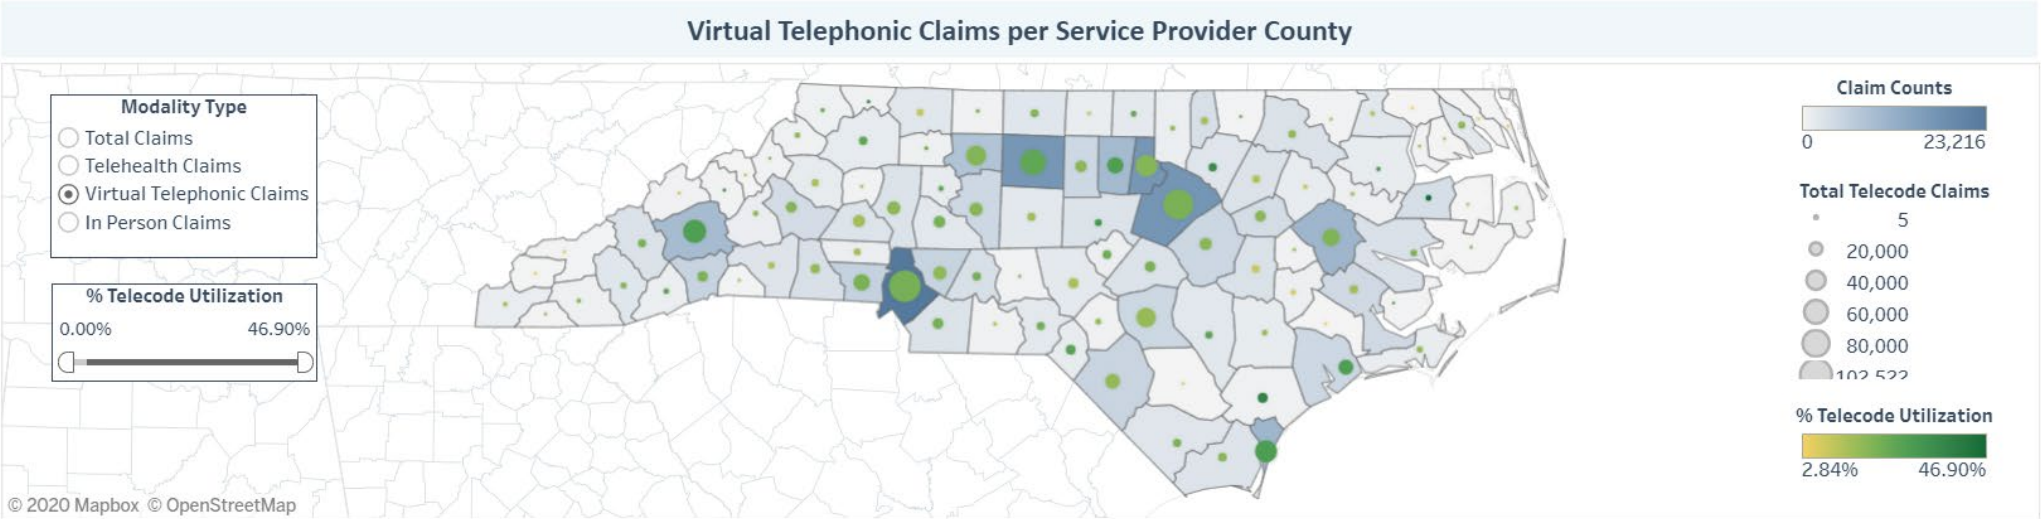 Virtual Telephonic Claims per Service Provider County
Modality Type
Total Claims
Telehealth Claims
Virtual Telephonic Claims
In Person Claims
% Telecode Utilization
0.00% 46.90%
Claim Counts
0 23,216
Total Telecode Claims
5
20,000
40,000
60,000
80,000
102,522
% Telecode Utilization
2.84% 46.90%
© 2020 Mapbox © OpenStreetMap